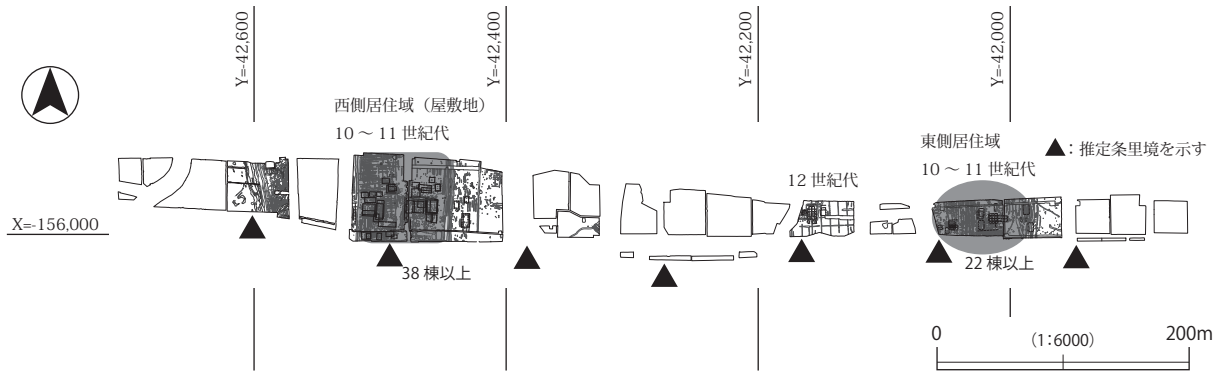 Y=-42,600
Y=-42,400
Y=-42,200
Y=-42,000
西側居住域（屋敷地）
10～11世紀代
東側居住域
10～11世紀代
▲：推定条里境を示す
12世紀代
X=-156,000
38棟以上
22棟以上
0
(1:6000)
200m